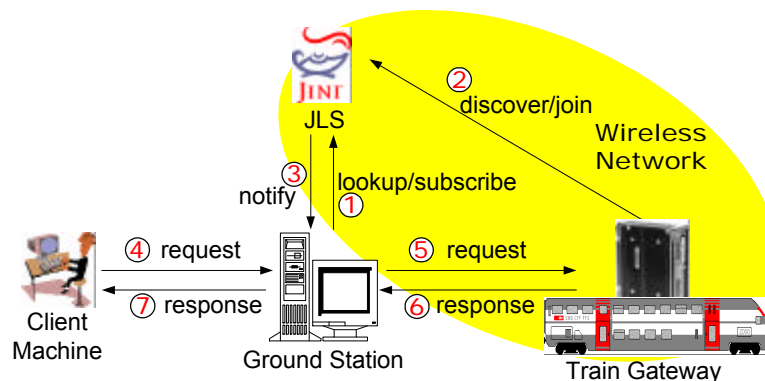 JINI
JLS
② discover/join
Wireless
Network
③ notify
① lookup/subscribe
④ request
⑤ request
⑦ response
⑥ response
Client
Machine
Ground Station
Train Gateway